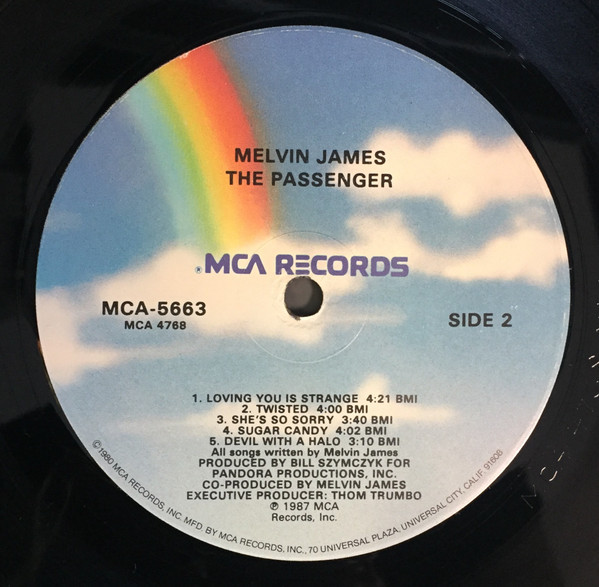 MELVIN JAMES
THE PASSENGER
®MCA RECORDS
MCA-5663
MCA 4768
SIDE 2
1. LOVING YOU IS STRANGE 4:21 BMI
2. TWISTED 4:00 BMI
3. SHE'S SO SORRY 3:40 BMI
4. SUGAR CANDY 4:02 BMI
5. DEVIL WITH A HALO 3:10 BMI
All songs written by Melvin James
PRODUCED BY BILL SZYMCZYK FOR
PANDORA PRODUCTIONS, INC.
CO-PRODUCED BY MELVIN JAMES
EXECUTIVE PRODUCER: THOM TRUMBO
℗ 1987 MCA
Records, Inc.
©1980 MCA RECORDS, INC. MFD. BY MCA RECORDS, INC., 70 UNIVERSAL PLAZA, UNIVERSAL CITY, CALIF. 91608